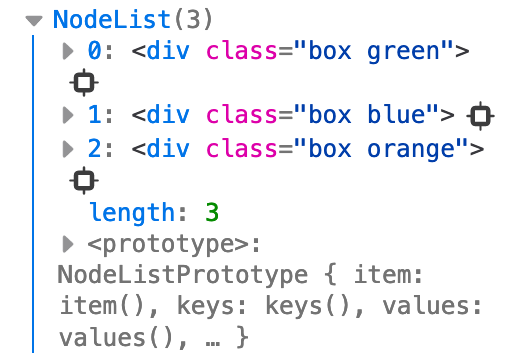 NodeList(3)
0: <div class="box green">
1: <div class="box blue">
2: <div class="box orange">
length: 3
<prototype>:
NodeListPrototype { item:
item(), keys: keys(), values:
values(), … }